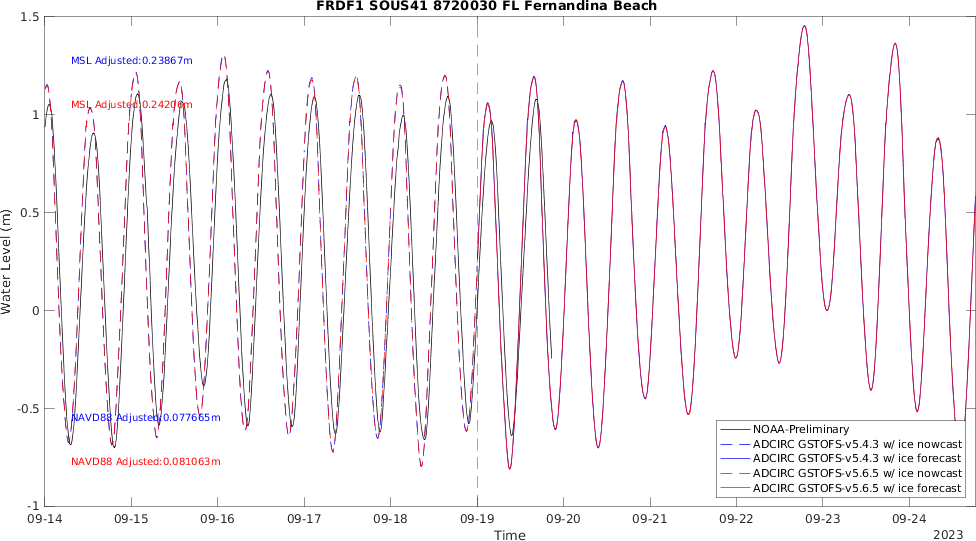 FRDF1 SOUS41 8720030 FL Fernandina Beach
1.5
1
0.5
0
-0.5
-1
Water Level (m)
MSL Adjusted:0.23867m
MSL Adjusted:0.24206m
NAVD88 Adjusted:0.077665m
NAVD88 Adjusted:0.081063m
NOAA-Preliminary
ADCIRC GSTOFS-v5.4.3 w/ ice nowcast
ADCIRC GSTOFS-v5.4.3 w/ ice forecast
ADCIRC GSTOFS-v5.6.5 w/ ice nowcast
ADCIRC GSTOFS-v5.6.5 w/ ice forecast
09-14 09-15 09-16 09-17 09-18 09-19 09-20 09-21 09-22 09-23 09-24
Time
2023